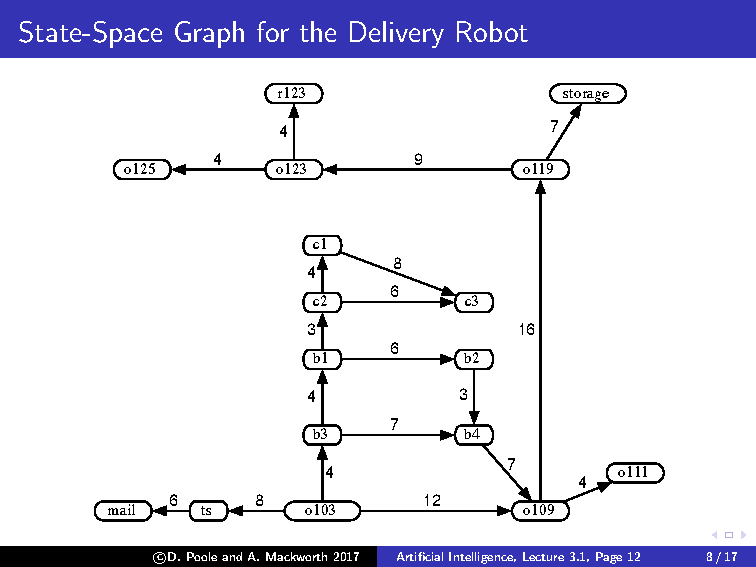 State-Space Graph for the Delivery Robot
r123
storage
4
7
o125
4
o123
9
o119
c1
4
8
c2
6
c3
3
16
b1
6
b2
4
3
b3
7
b4
4
7
4
o111
mail
6
ts
8
o103
12
o109
©D. Poole and A. Mackworth 2017
Artificial Intelligence, Lecture 3.1, Page 12
8 / 17